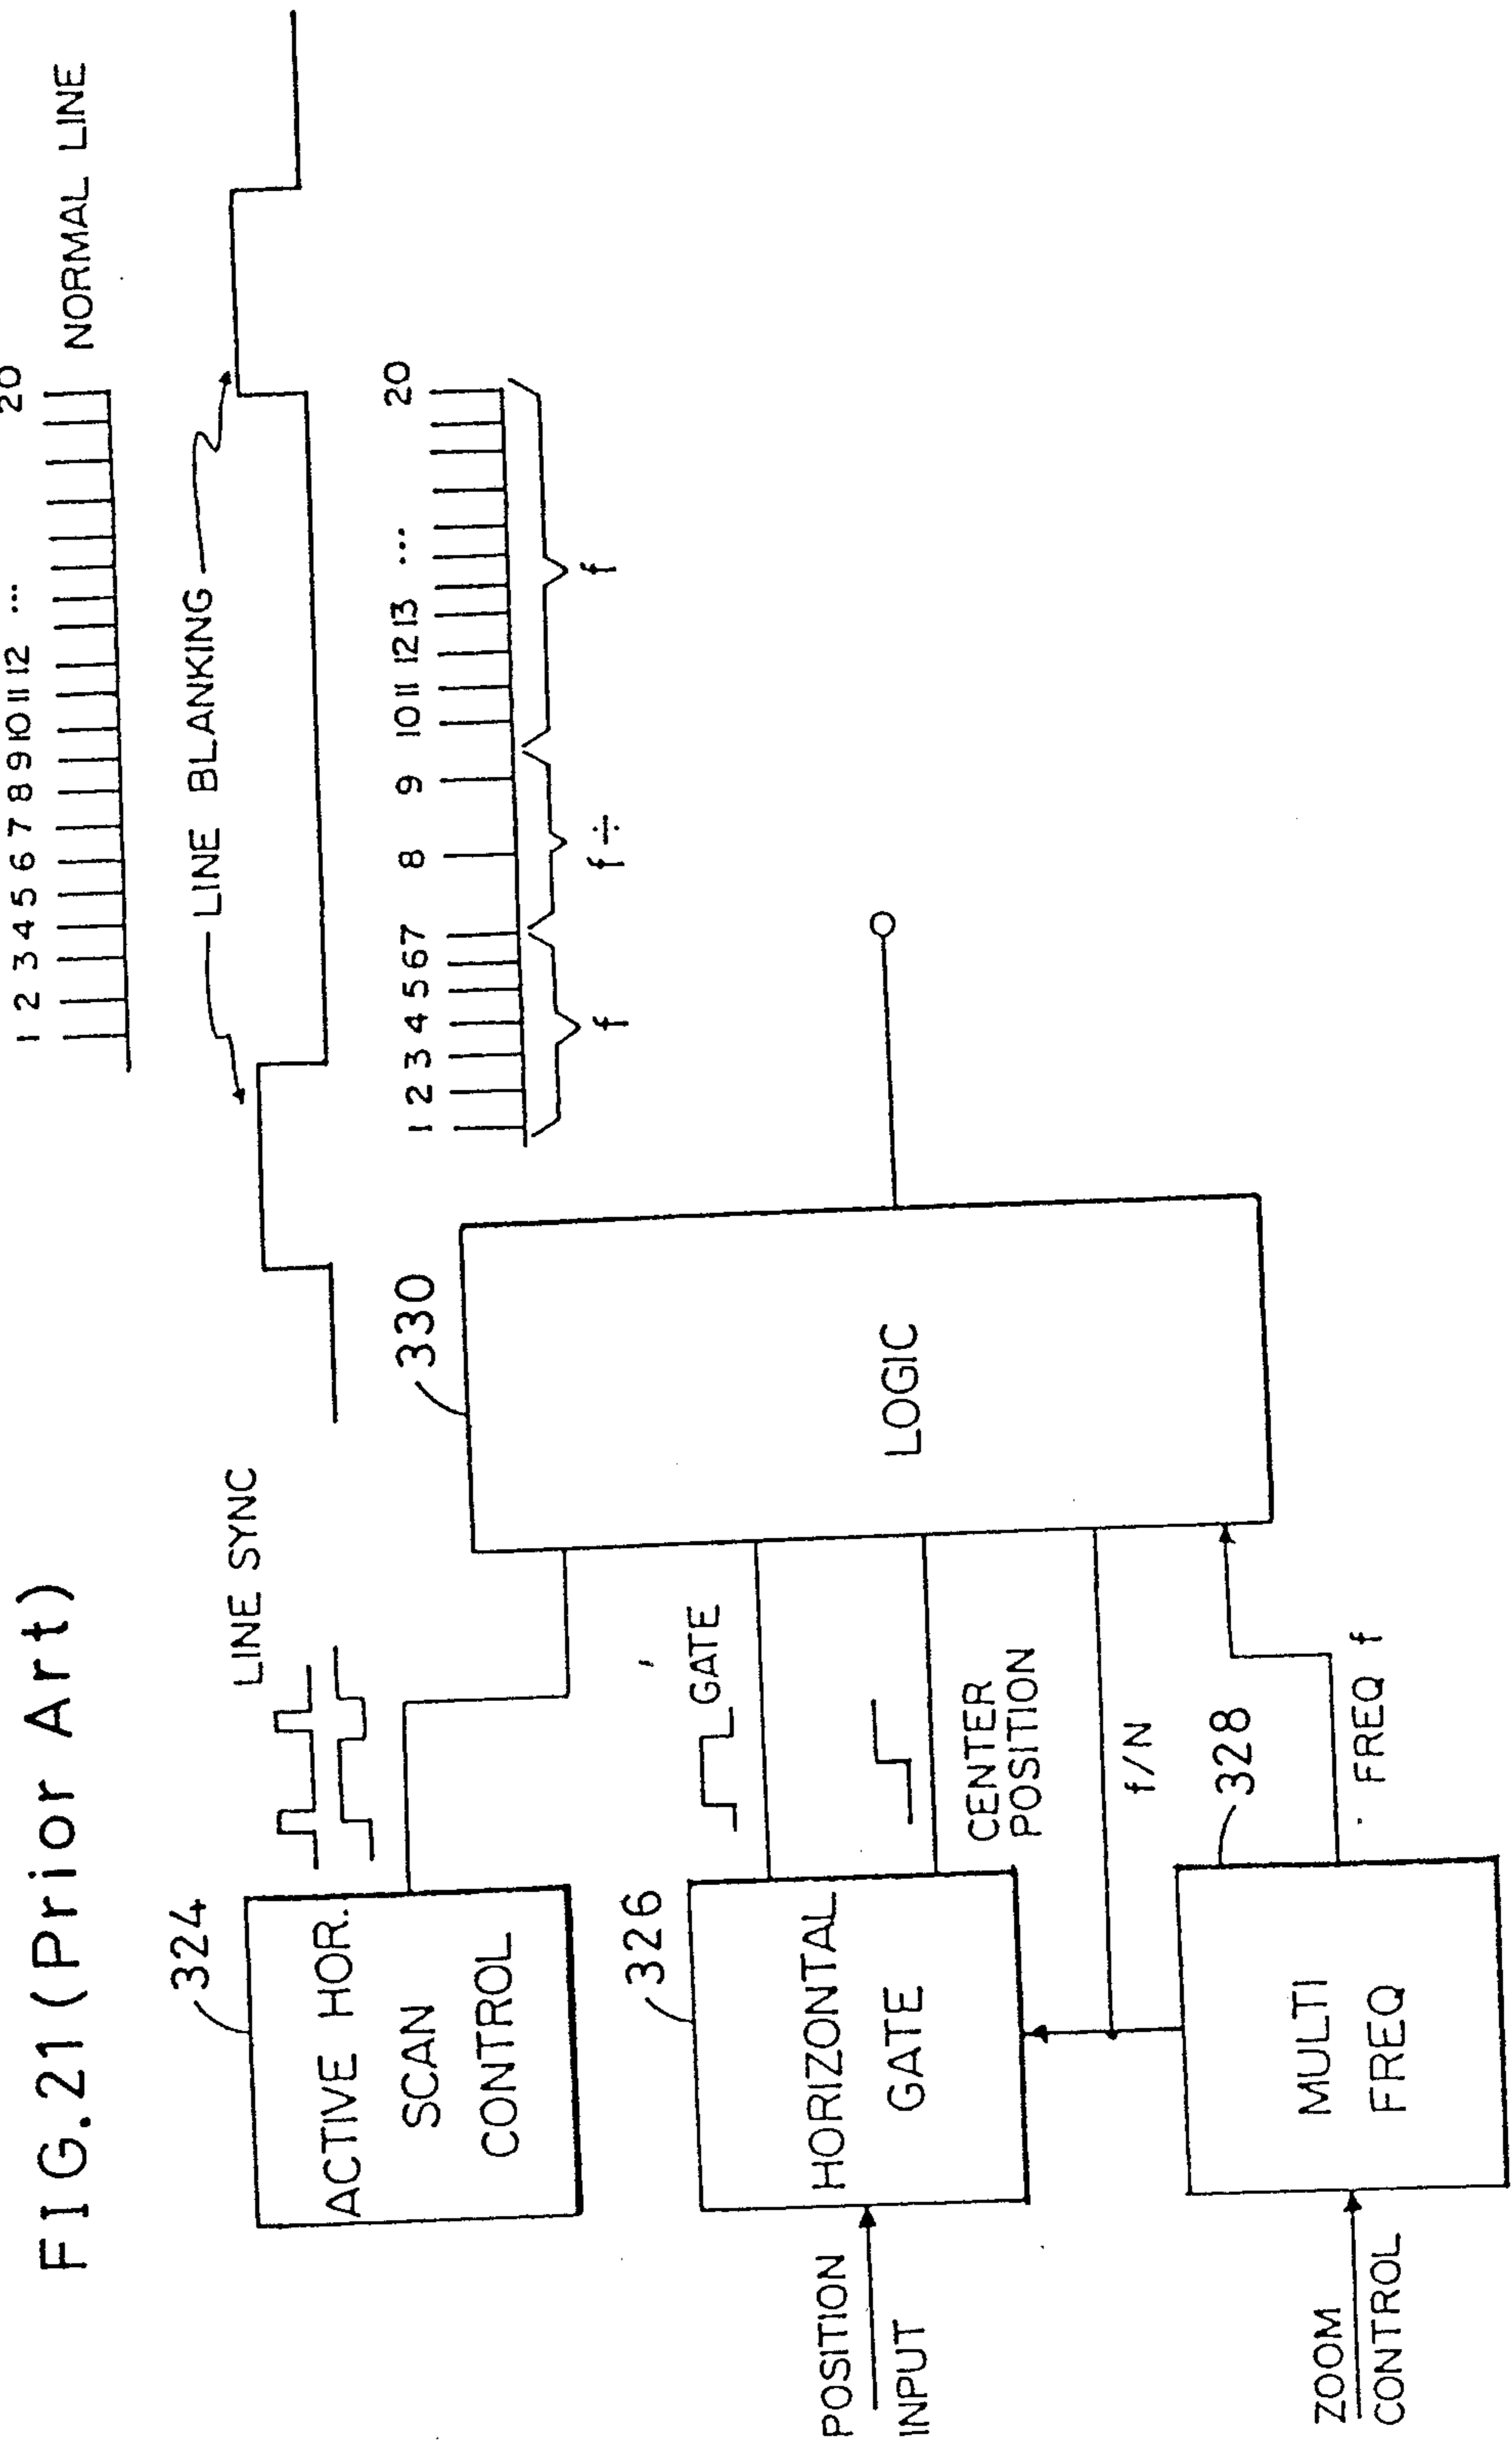 FIG.21 (Prior Art)
20
1 2 3 4 5 6 7 8 9 10 11 12 ...
NORMAL LINE
LINE SYNC
LINE BLANKING
324
ACTIVE HOR.
SCAN
CONTROL
330
LOGIC
1 2 3 4 5 6 7 8 9 10 11 12 13 ... 20
f f÷ f
326
HORIZONTAL
GATE
GATE
CENTER
POSITION
POSITION
INPUT
f/N
328
MULTI
FREQ
FREQ f
ZOOM
CONTROL